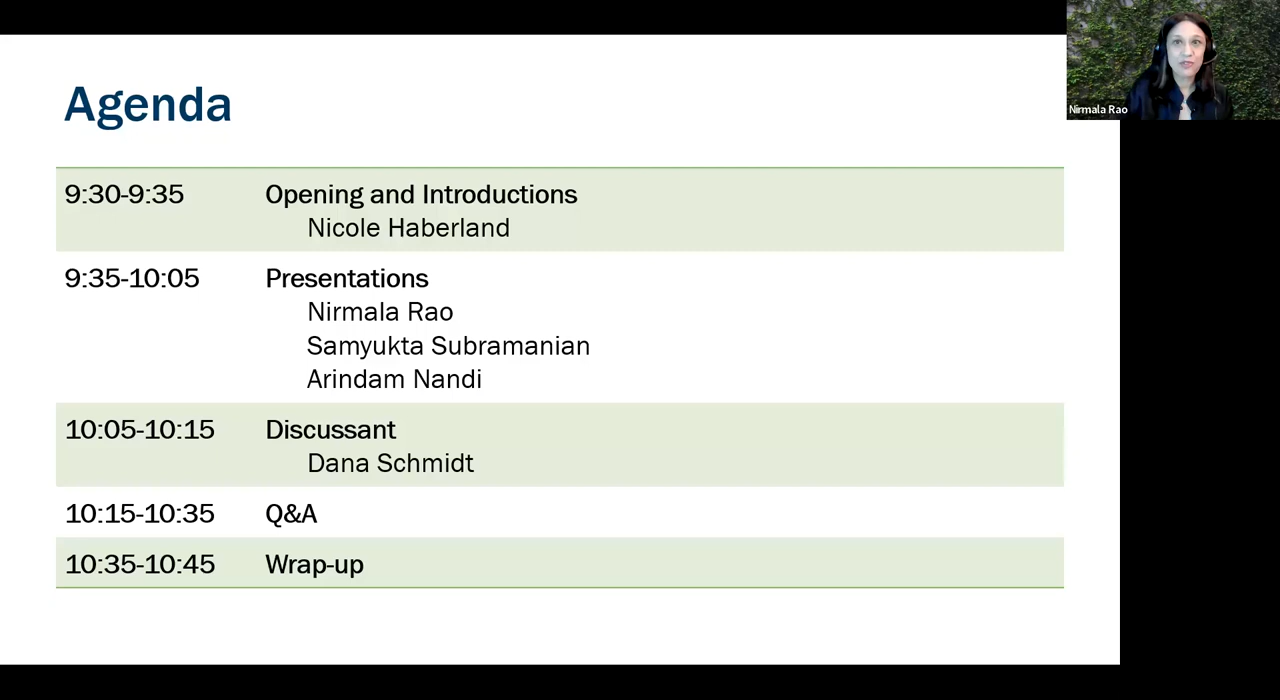 Agenda
9:30-9:35 Opening and Introductions
Nicole Haberland
9:35-10:05 Presentations
Nirmala Rao
Samyukta Subramanian
Arindam Nandi
10:05-10:15 Discussant
Dana Schmidt
10:15-10:35 Q&A
10:35-10:45 Wrap-up
Nirmala Rao